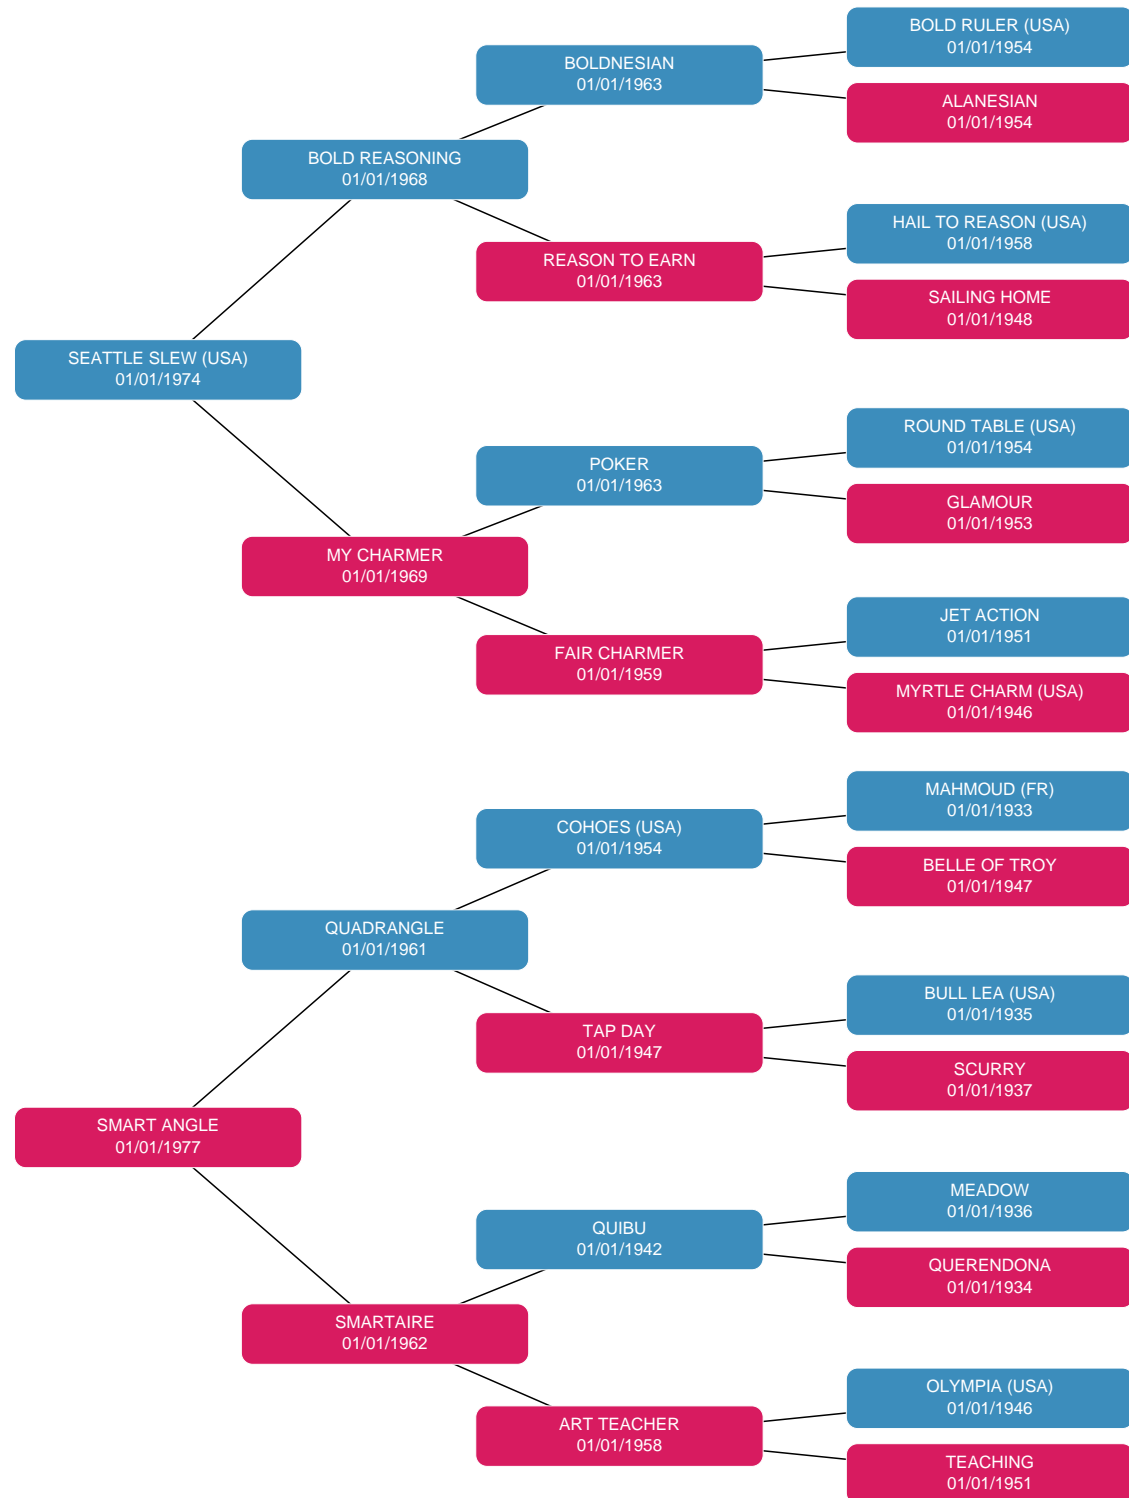 BOLD RULER (USA)
01/01/1954
BOLDNESIAN
01/01/1963
ALANESIAN
01/01/1954
BOLD REASONING
01/01/1968
HAIL TO REASON (USA)
01/01/1958
REASON TO EARN
01/01/1963
SAILING HOME
01/01/1948
SEATTLE SLEW (USA)
01/01/1974
ROUND TABLE (USA)
01/01/1954
POKER
01/01/1963
GLAMOUR
01/01/1953
MY CHARMER
01/01/1969
JET ACTION
01/01/1951
FAIR CHARMER
01/01/1959
MYRTLE CHARM (USA)
01/01/1946
MAHMOUD (FR)
01/01/1933
COHOES (USA)
01/01/1954
BELLE OF TROY
01/01/1947
QUADRANGLE
01/01/1961
BULL LEA (USA)
01/01/1935
TAP DAY
01/01/1947
SCURRY
01/01/1937
SMART ANGLE
01/01/1977
MEADOW
01/01/1936
QUIBU
01/01/1942
QUERENDONA
01/01/1934
SMARTAIRE
01/01/1962
OLYMPIA (USA)
01/01/1946
ART TEACHER
01/01/1958
TEACHING
01/01/1951